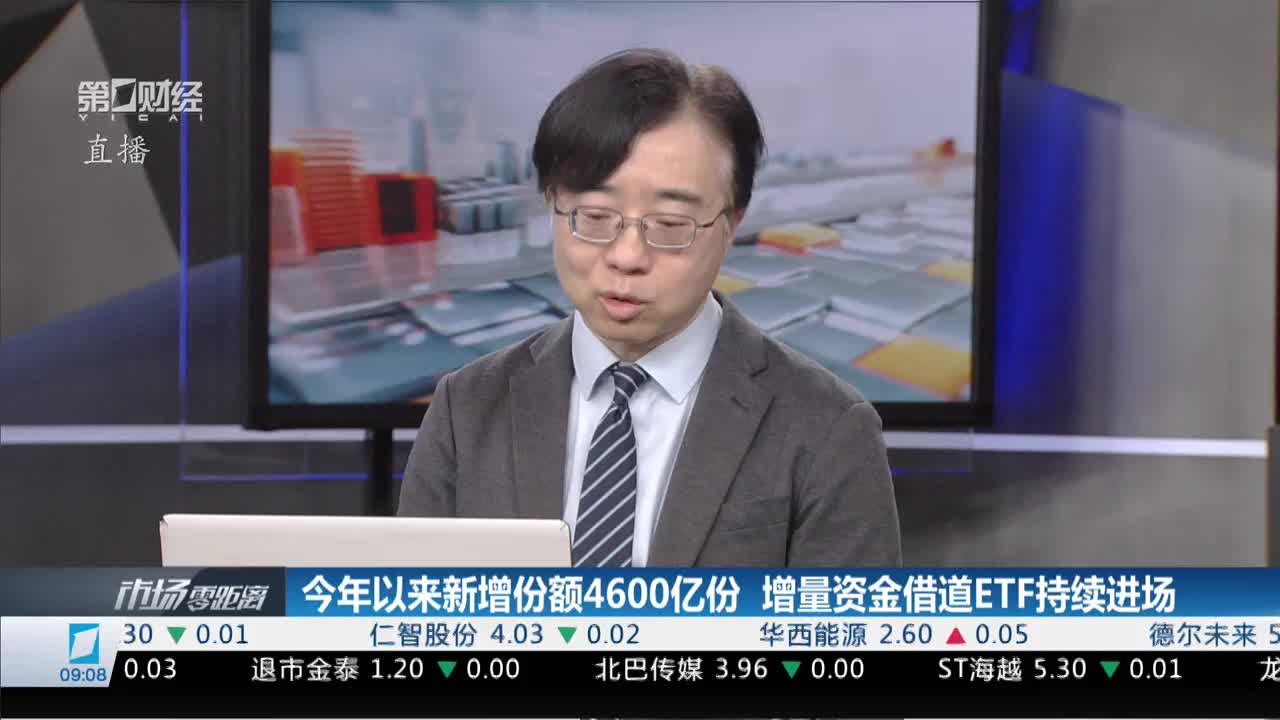 第一财经
YICAI
直播
市场零距离
今年以来新增份额4600亿份 增量资金借道ETF持续进场
.30 ▼ 0.01 仁智股份 4.03 ▼ 0.02 华西能源 2.60 ▲ 0.05 德尔未来 5
09:08
0.03 退市金泰 1.20 ▼ 0.00 北巴传媒 3.96 ▼ 0.00 ST海越 5.30 ▼ 0.01 龙